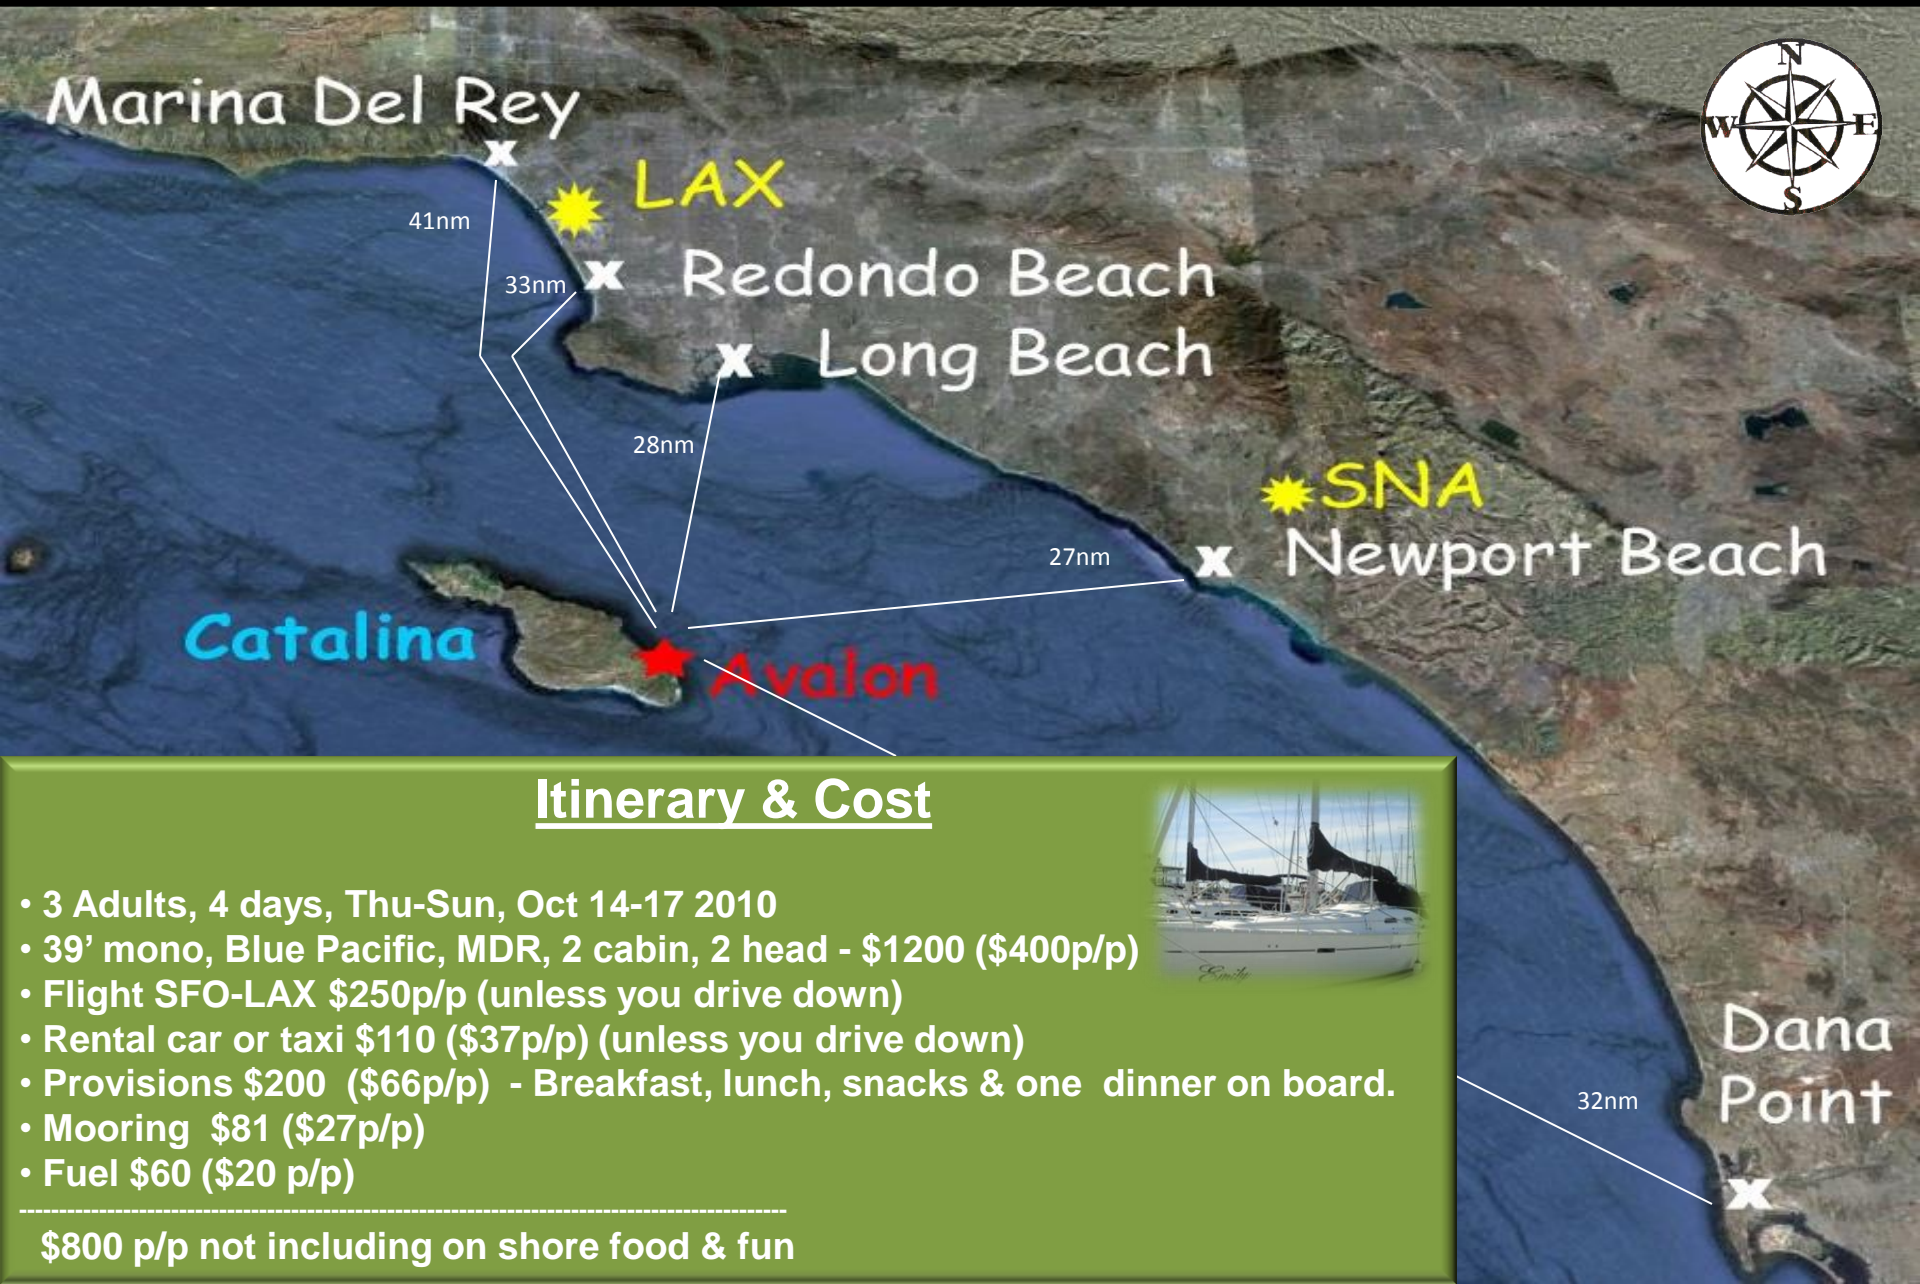 Marina Del Rey
N
W
E
S
LAX
41nm
33nm
Redondo Beach
Long Beach
28nm
SNA
Newport Beach
27nm
Catalina
Avalon
Itinerary & Cost
• 3 Adults, 4 days, Thu-Sun, Oct 14-17 2010
• 39’ mono, Blue Pacific, MDR, 2 cabin, 2 head - $1200 ($400p/p)
• Flight SFO-LAX $250p/p (unless you drive down)
• Rental car or taxi $110 ($37p/p) (unless you drive down)
• Provisions $200 ($66p/p) - Breakfast, lunch, snacks & one dinner on board.
• Mooring $81 ($27p/p)
• Fuel $60 ($20 p/p)
$800 p/p not including on shore food & fun
Emily
Dana
Point
32nm